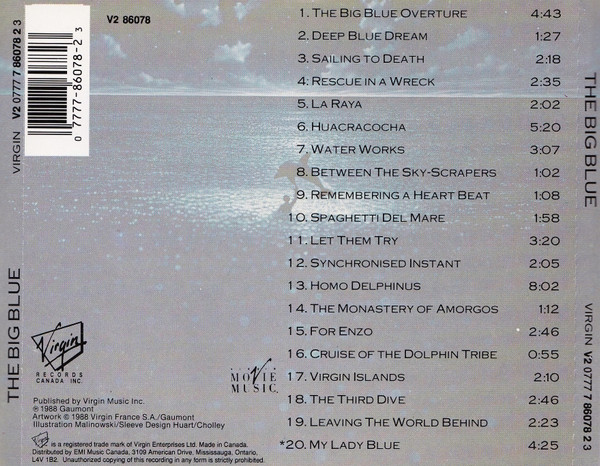 V2 86078
VIRGIN V2 0777 7 86078 2 3
0 7777-86078-2 3
1. THE BIG BLUE OVERTURE 4:43
2. DEEP BLUE DREAM 1:27
3. SAILING TO DEATH 2:18
4. RESCUE IN A WRECK 2:35
5. LA RAYA 2:02
6. HUACRACOCHA 5:20
7. WATER WORKS 3:07
8. BETWEEN THE SKY-SCRAPERS 1:02
9. REMEMBERING A HEART BEAT 1:08
10. SPAGHETTI DEL MARE 1:58
11. LET THEM TRY 3:20
12. SYNCHRONISED INSTANT 2:05
13. HOMO DELPHINUS 8:02
14. THE MONASTERY OF AMORGOS 1:12
15. FOR ENZO 2:46
16. CRUISE OF THE DOLPHIN TRIBE 0:55
17. VIRGIN ISLANDS 2:10
18. THE THIRD DIVE 2:46
19. LEAVING THE WORLD BEHIND 2:23
*20. MY LADY BLUE 4:25
THE BIG BLUE
THE BIG BLUE
VIRGIN V2 0777 7 86078 2 3
Virgin
RECORDS
CANADA INC.
MOVIE
MUSIC
Published by Virgin Music Inc.
℗ 1988 Gaumont
Artwork © 1988 Virgin France S.A./Gaumont
Illustration Malinowski/Sleeve Design Huart/Cholley
Virgin is a registered trade mark of Virgin Enterprises Ltd. Made in Canada.
Distributed by EMI Music Canada, 3109 American Drive, Mississauga, Ontario.
L4V 1B2. Unauthorized copying of this recording in any form is strictly forbidden.